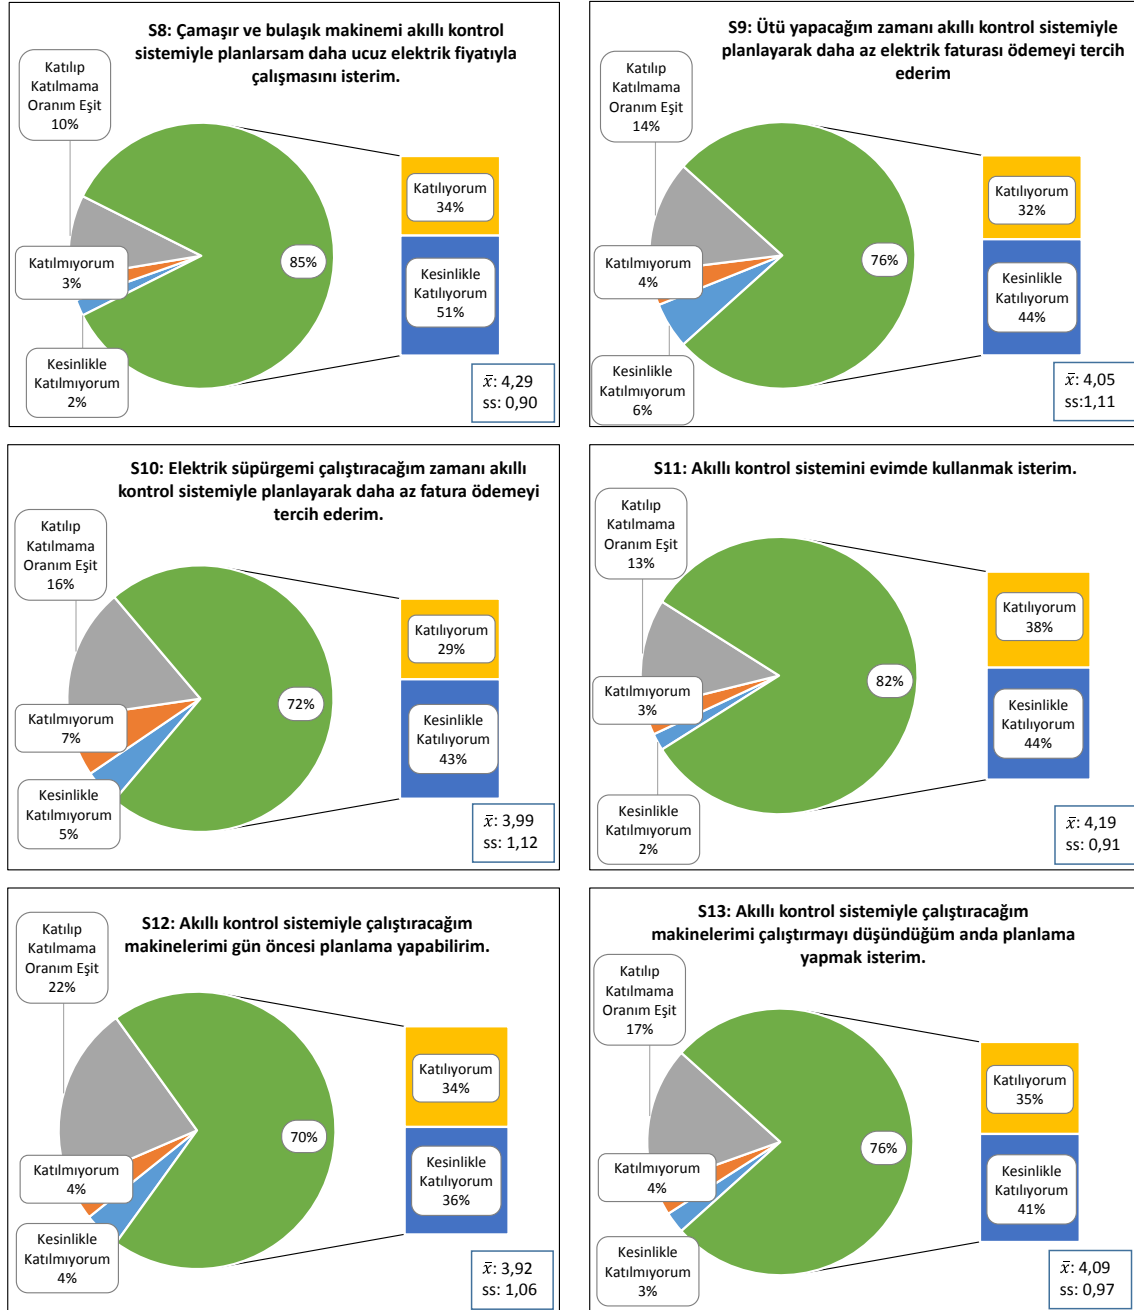 S8: Çamaşır ve bulaşık makinemi akıllı kontrol
sistemiyle planlarsam daha ucuz elektrik fiyatıyla
çalışmasını isterim.
Katılıp
Katılmama
Oranım Eşit
10%
Katılmıyorum
3%
Kesinlikle
Katılmıyorum
2%
85%
Katılıyorum
34%
Kesinlikle
Katılıyorum
51%
x̄: 4,29
ss: 0,90
S9: Ütü yapacağım zamanı akıllı kontrol sistemiyle
planlayarak daha az elektrik faturası ödemeyi tercih
ederim
Katılıp
Katılmama
Oranım Eşit
14%
Katılmıyorum
4%
Kesinlikle
Katılmıyorum
6%
76%
Katılıyorum
32%
Kesinlikle
Katılıyorum
44%
x̄: 4,05
ss:1,11
S10: Elektrik süpürgemi çalıştıracağım zamanı akıllı
kontrol sistemiyle planlayarak daha az fatura ödemeyi
tercih ederim.
Katılıp
Katılmama
Oranım Eşit
16%
Katılmıyorum
7%
Kesinlikle
Katılmıyorum
5%
72%
Katılıyorum
29%
Kesinlikle
Katılıyorum
43%
x̄: 3,99
ss: 1,12
S11: Akıllı kontrol sistemini evimde kullanmak isterim.
Katılıp
Katılmama
Oranım Eşit
13%
Katılmıyorum
3%
Kesinlikle
Katılmıyorum
2%
82%
Katılıyorum
38%
Kesinlikle
Katılıyorum
44%
x̄: 4,19
ss: 0,91
S12: Akıllı kontrol sistemiyle çalıştıracağım
makinelerimi gün öncesi planlama yapabilirim.
Katılıp
Katılmama
Oranım Eşit
22%
Katılmıyorum
4%
Kesinlikle
Katılmıyorum
4%
70%
Katılıyorum
34%
Kesinlikle
Katılıyorum
36%
x̄: 3,92
ss: 1,06
S13: Akıllı kontrol sistemiyle çalıştıracağım
makinelerimi çalıştırmayı düşündüğüm anda planlama
yapmak isterim.
Katılıp
Katılmama
Oranım Eşit
17%
Katılmıyorum
4%
Kesinlikle
Katılmıyorum
3%
76%
Katılıyorum
35%
Kesinlikle
Katılıyorum
41%
x̄: 4,09
ss: 0,97